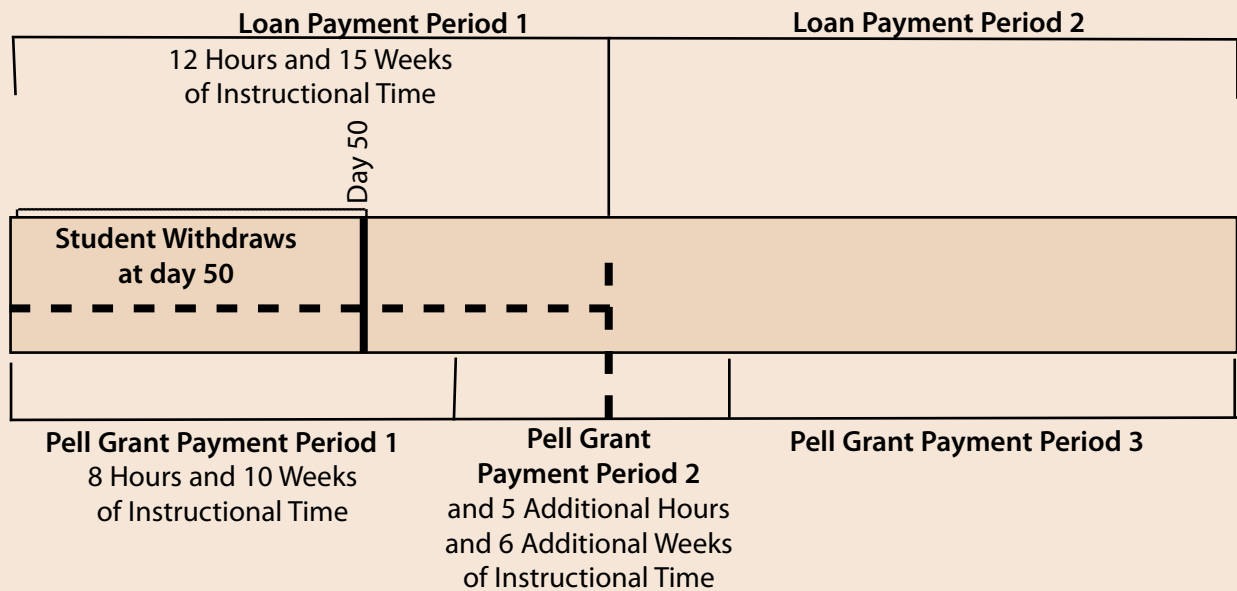 Loan Payment Period 1
Loan Payment Period 2
12 Hours and 15 Weeks
of Instructional Time
Day 50
Student Withdraws
at day 50
Pell Grant Payment Period 1
8 Hours and 10 Weeks
of Instructional Time
Pell Grant
Payment Period 2
and 5 Additional Hours
and 6 Additional Weeks
of Instructional Time
Pell Grant Payment Period 3